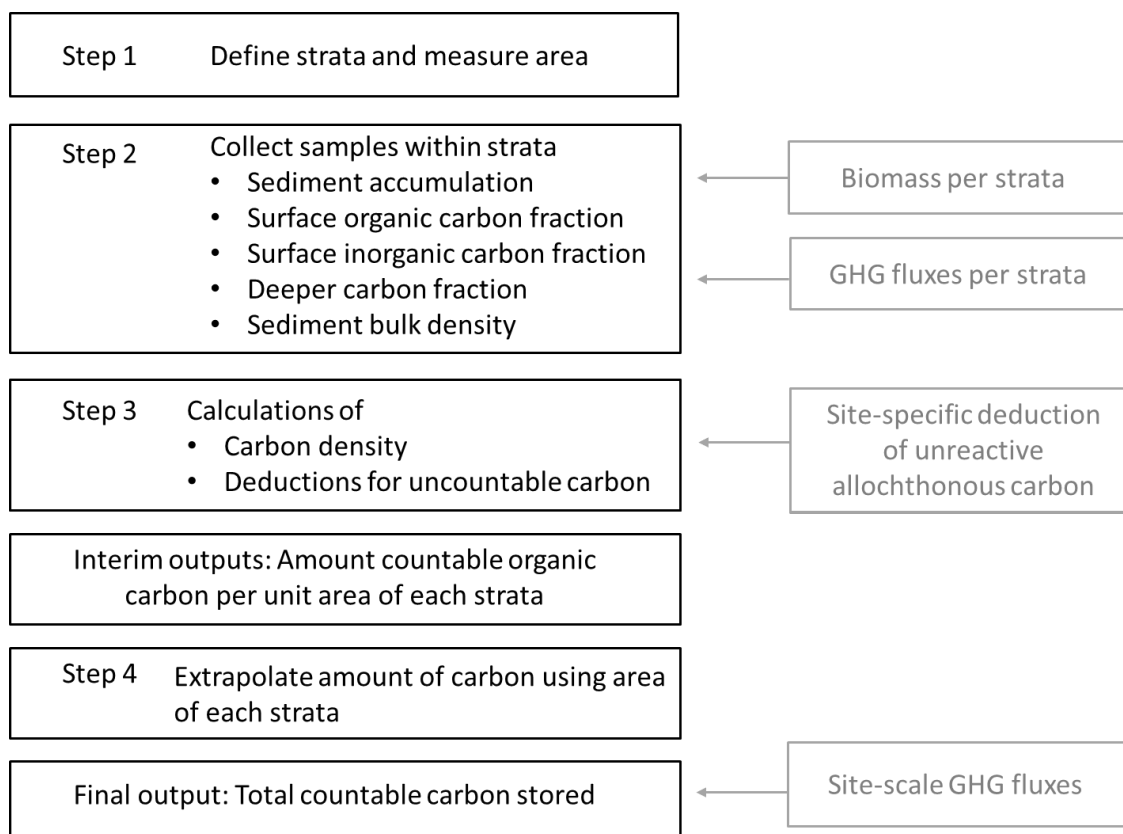 Step 1 Define strata and measure area
Step 2 Collect samples within strata
• Sediment accumulation
• Surface organic carbon fraction
• Surface inorganic carbon fraction
• Deeper carbon fraction
• Sediment bulk density
Biomass per strata
GHG fluxes per strata
Step 3 Calculations of
• Carbon density
• Deductions for uncountable carbon
Site-specific deduction
of unreactive
allochthonous carbon
Interim outputs: Amount countable organic
carbon per unit area of each strata
Step 4 Extrapolate amount of carbon using area
of each strata
Final output: Total countable carbon stored
Site-scale GHG fluxes